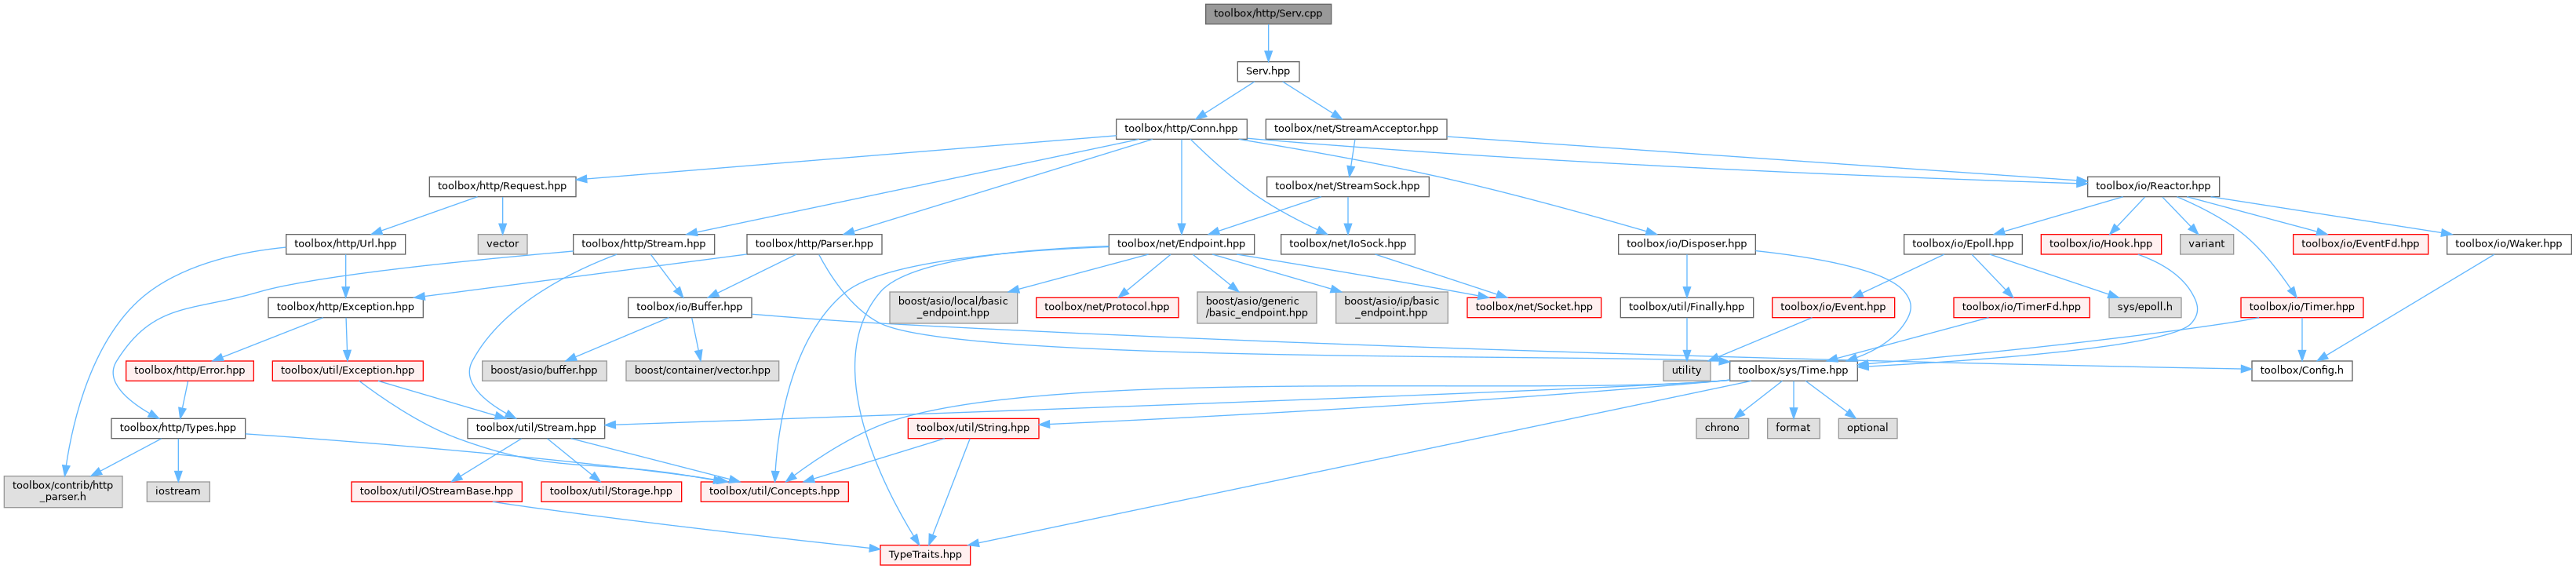 toolbox/http/Serv.cpp
Serv.hpp
toolbox/http/Conn.hpp
toolbox/net/StreamAcceptor.hpp
toolbox/http/Request.hpp
toolbox/net/StreamSock.hpp
toolbox/io/Reactor.hpp
toolbox/http/Url.hpp
vector
toolbox/http/Stream.hpp
toolbox/http/Parser.hpp
toolbox/net/Endpoint.hpp
toolbox/net/IoSock.hpp
toolbox/io/Disposer.hpp
toolbox/io/Epoll.hpp
toolbox/io/Hook.hpp
variant
toolbox/io/EventFd.hpp
toolbox/io/Waker.hpp
toolbox/http/Exception.hpp
toolbox/io/Buffer.hpp
boost/asio/local/basic
_endpoint.hpp
toolbox/net/Protocol.hpp
boost/asio/generic
/basic_endpoint.hpp
boost/asio/ip/basic
_endpoint.hpp
toolbox/net/Socket.hpp
toolbox/util/Finally.hpp
toolbox/io/Event.hpp
toolbox/io/TimerFd.hpp
sys/epoll.h
toolbox/io/Timer.hpp
toolbox/http/Error.hpp
toolbox/util/Exception.hpp
boost/asio/buffer.hpp
boost/container/vector.hpp
utility
toolbox/sys/Time.hpp
toolbox/Config.h
toolbox/http/Types.hpp
toolbox/util/Stream.hpp
toolbox/util/String.hpp
chrono
format
optional
toolbox/contrib/http
_parser.h
iostream
toolbox/util/OStreamBase.hpp
toolbox/util/Storage.hpp
toolbox/util/Concepts.hpp
TypeTraits.hpp